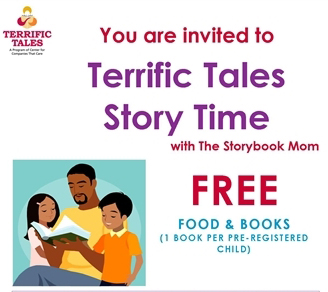 TERRIFIC
TALES
A Program of Center for
Companies That Care
You are invited to
Terrific Tales
Story Time
with The Storybook Mom
FREE
FOOD & BOOKS
(1 BOOK PER PRE-REGISTERED
CHILD)